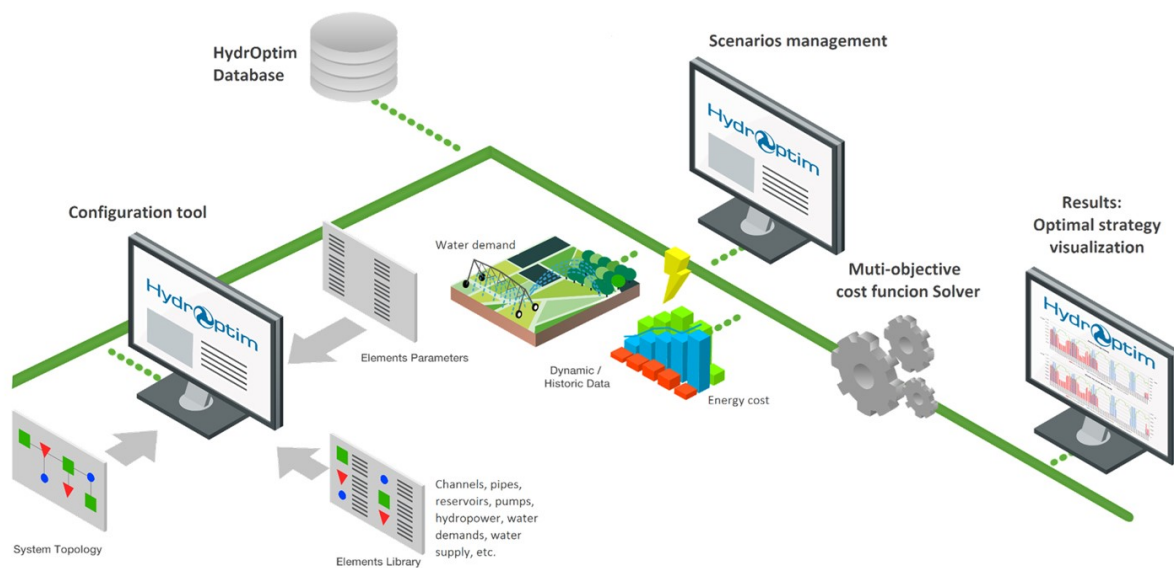 HydrOptim
Database
Scenarios management
HydrOptim
Configuration tool
HydrOptim
Water demand
Elements Parameters
Dynamic /
Historic Data
Energy cost
Muti-objective
cost funcion Solver
Results:
Optimal strategy
visualization
HydrOptim
System Topology
Elements Library
Channels, pipes,
reservoirs, pumps,
hydropower, water
demands, water
supply, etc.